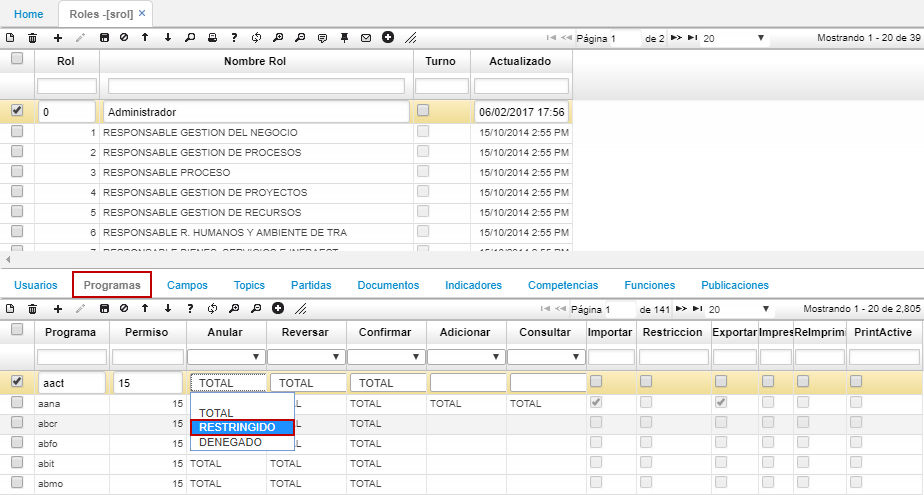 Home Roles -[srol] ×
Página 1 de 2 20 Mostrando 1 - 20 de 39
Rol Nombre Rol Turno Actualizado
0 Administrador 06/02/2017 17:56
1 RESPONSABLE GESTION DEL NEGOCIO 15/10/2014 2:55 PM
2 RESPONSABLE GESTION DE PROCESOS 15/10/2014 2:55 PM
3 RESPONSABLE PROCESO 15/10/2014 2:55 PM
4 RESPONSABLE GESTION DE PROYECTOS 15/10/2014 2:55 PM
5 RESPONSABLE GESTION DE RECURSOS 15/10/2014 2:55 PM
6 RESPONSABLE R. HUMANOS Y AMBIENTE DE TRA 15/10/2014 2:55 PM
Usuarios Programas Campos Topics Partidas Documentos Indicadores Competencias Funciones Publicaciones
Página 1 de 141 20 Mostrando 1 - 20 de 2,805
Programa Permiso Anular Reversar Confirmar Adicionar Consultar Importar Restriccion Exportar Impres ReImprimi PrintActive
aact 15 TOTAL TOTAL TOTAL
aana 15 TOTAL TOTAL TOTAL
TOTAL
abcr 15 TOTAL
RESTRINGIDO
abfo 15 TOTAL
DENEGADO
abit 15 TOTAL TOTAL TOTAL
abmo 15 TOTAL TOTAL TOTAL